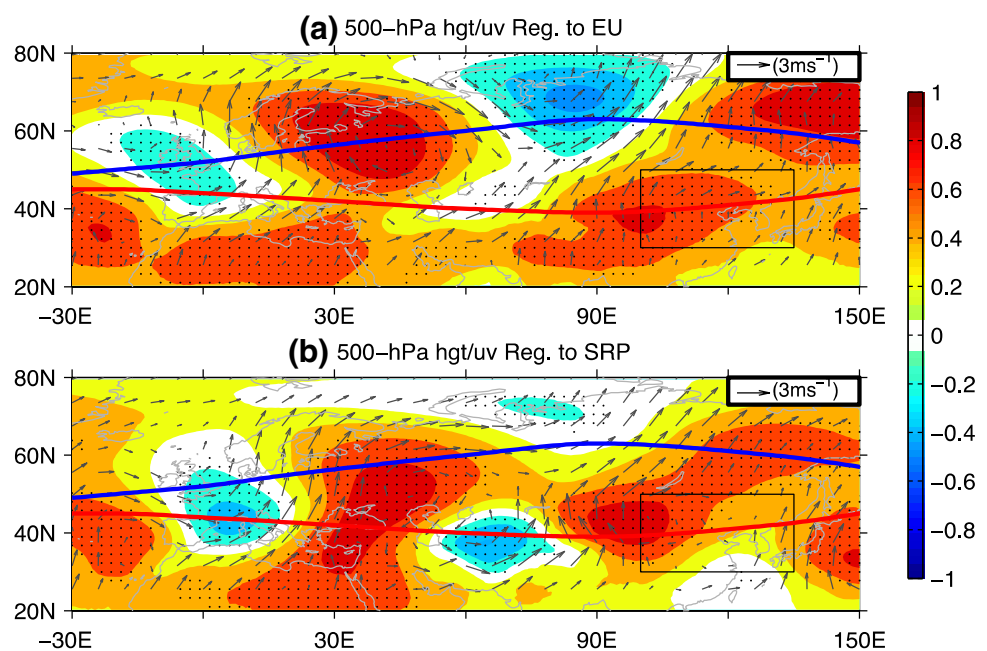 (a) 500−hPa hgt/uv Reg. to EU
80N
(3ms⁻¹)
60N
40N
20N
−30E 30E 90E 150E
(b) 500−hPa hgt/uv Reg. to SRP
80N
(3ms⁻¹)
60N
40N
20N
−30E 30E 90E 150E
1
0.8
0.6
0.4
0.2
0
−0.2
−0.4
−0.6
−0.8
−1